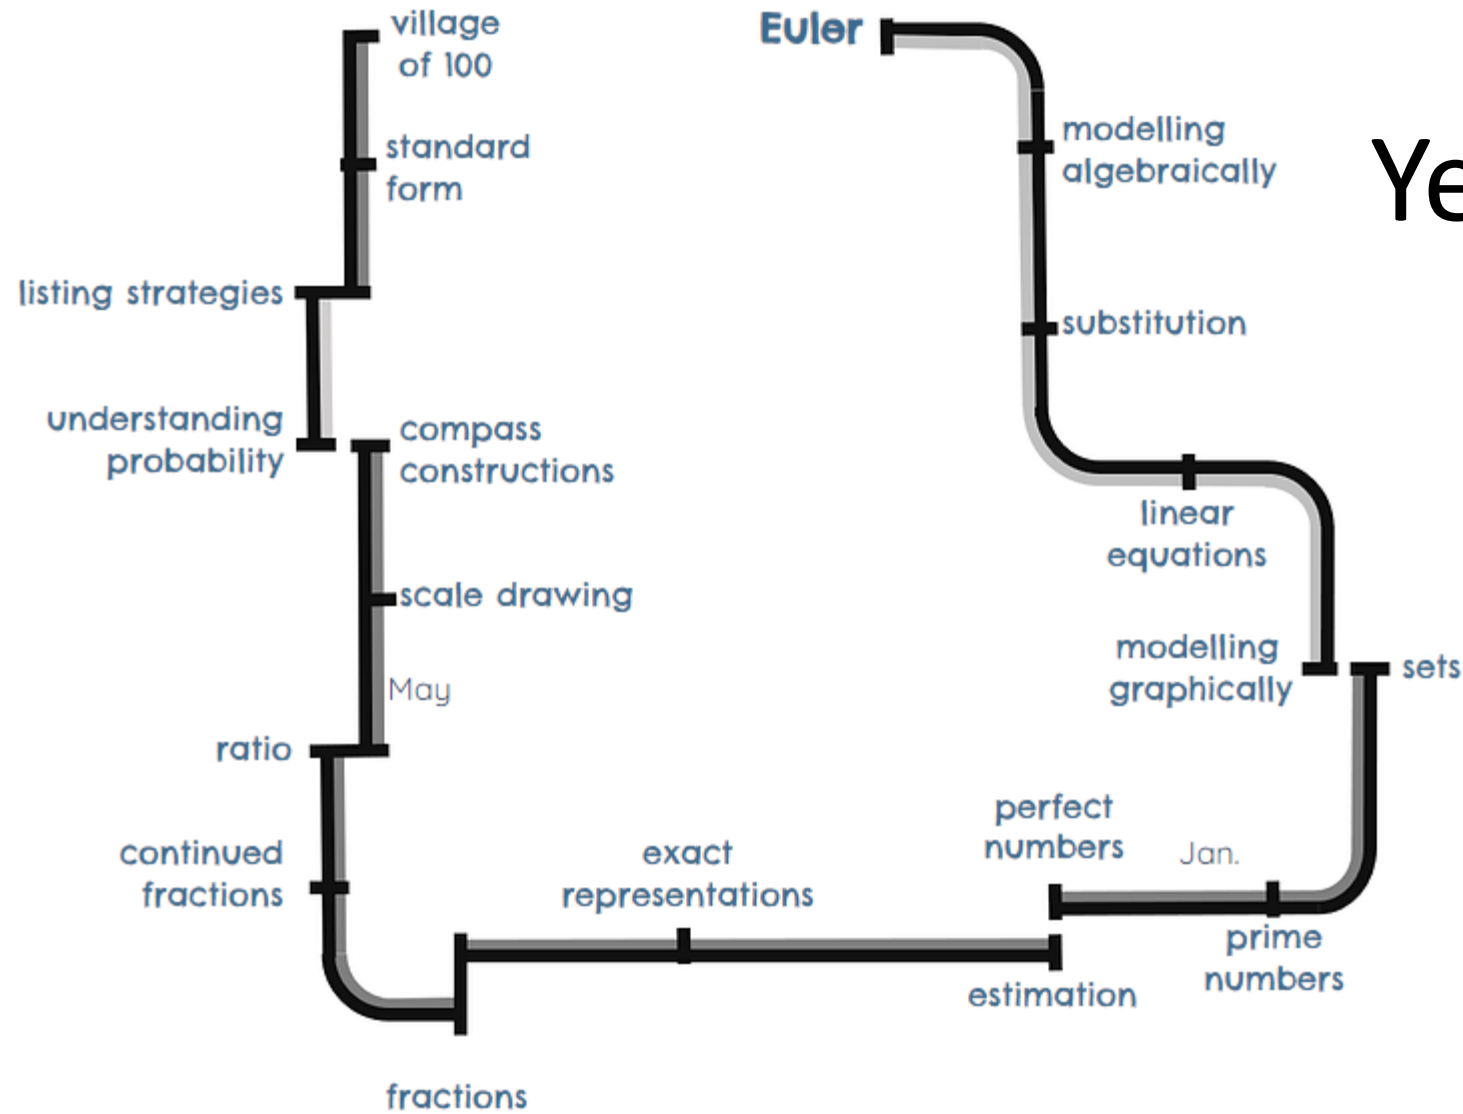 village
of 100
Euler
modelling
algebraically
Ye
standard
form
listing strategies
substitution
understanding
probability
compass
constructions
linear
equations
scale drawing
modelling
graphically
sets
May
ratio
perfect
numbers
Jan.
continued
fractions
exact
representations
prime
numbers
estimation
fractions